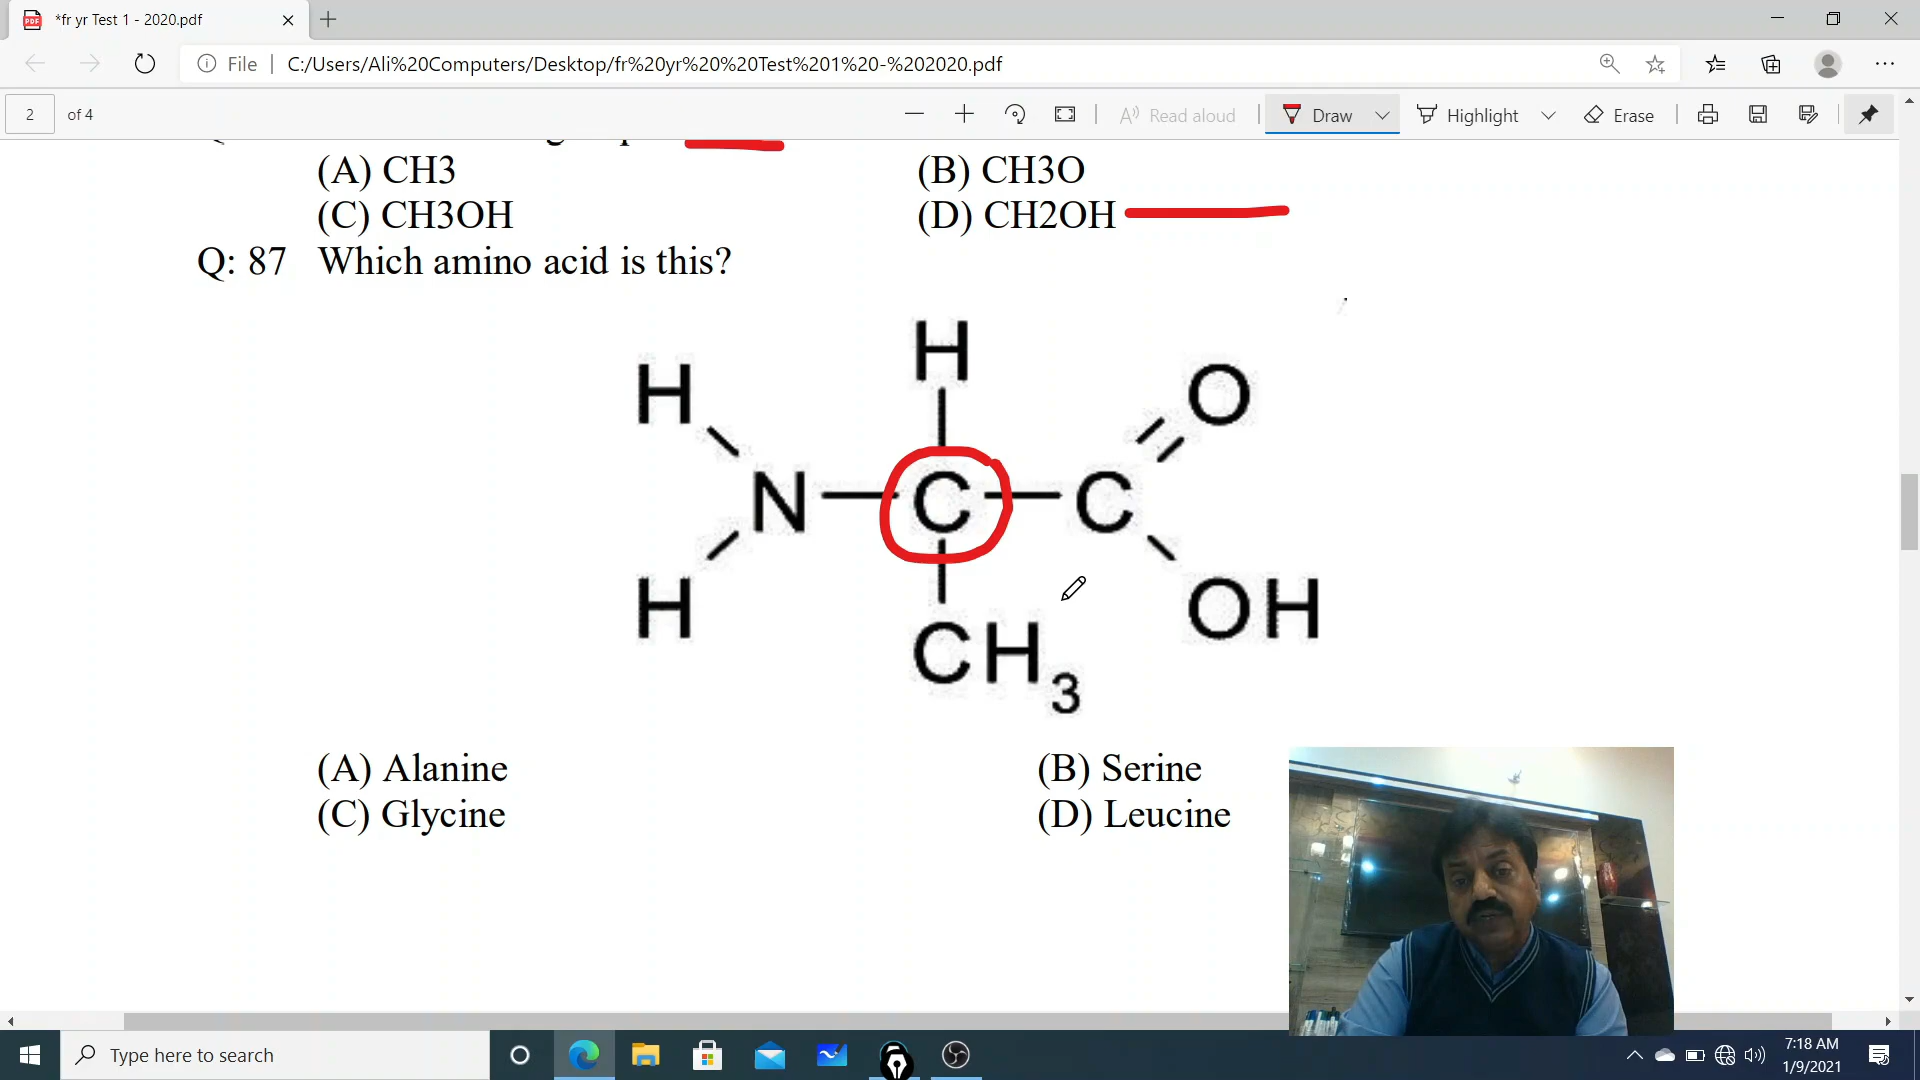 *fr yr Test 1 - 2020.pdf
File
C:/Users/Ali%20Computers/Desktop/fr%20yr%20%20Test%201%20-%202020.pdf
2 of 4
Read aloud
Draw
Highlight
Erase
(A) CH3 (B) CH3O
(C) CH3OH (D) CH2OH
Q: 87 Which amino acid is this?
H
H O
N C C
H OH
CH3
(A) Alanine (B) Serine
(C) Glycine (D) Leucine
Type here to search
7:18 AM
1/9/2021